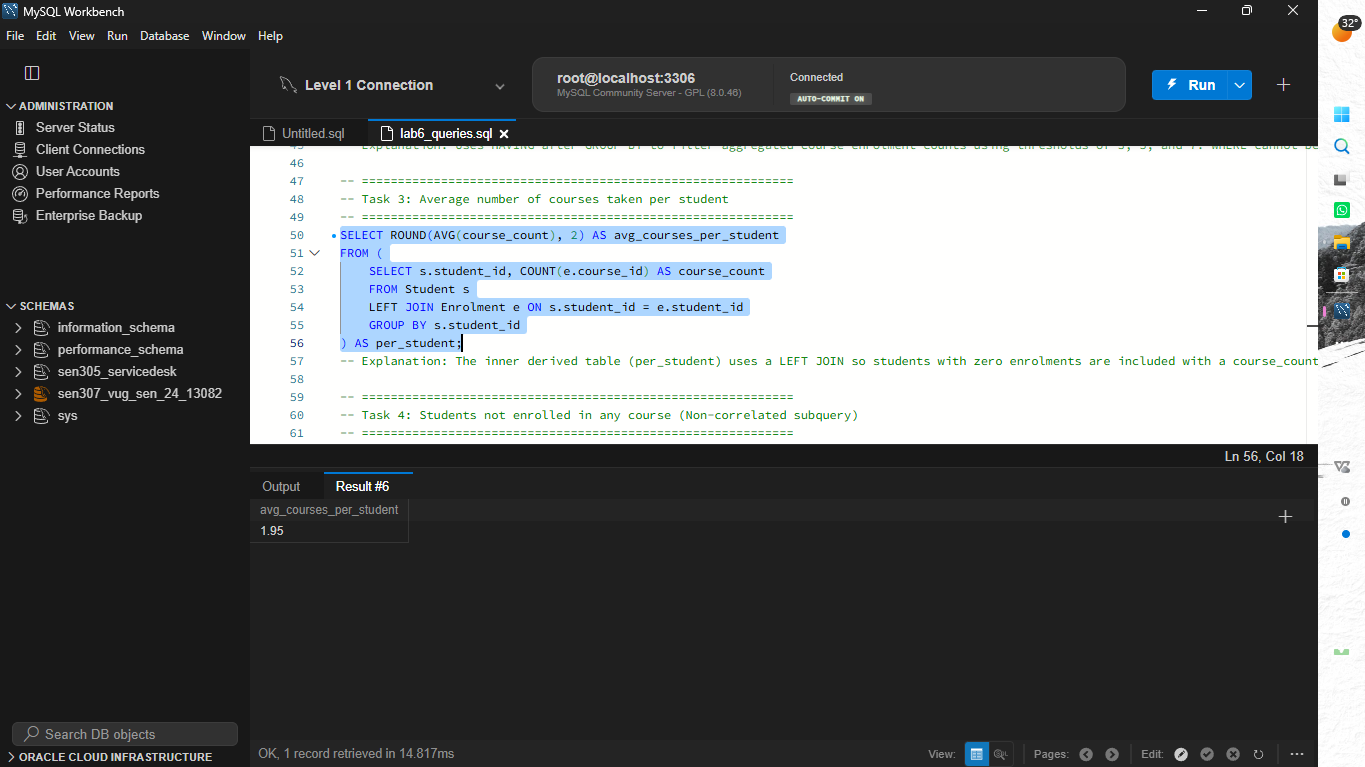 MySQL Workbench
32°
File Edit View Run Database Window Help
Level 1 Connection
root@localhost:3306
MySQL Community Server - GPL (8.0.46)
Connected
AUTO-COMMIT ON
Run
ADMINISTRATION
Server Status
Client Connections
User Accounts
Performance Reports
Enterprise Backup
SCHEMAS
information_schema
performance_schema
sen305_servicedesk
sen307_vug_sen_24_13082
sys
Search DB objects
ORACLE CLOUD INFRASTRUCTURE
Untitled.sql lab6_queries.sql
46
47 -- ============================================================
48 -- Task 3: Average number of courses taken per student
49 -- ============================================================
50 SELECT ROUND(AVG(course_count), 2) AS avg_courses_per_student
51 FROM (
52 SELECT s.student_id, COUNT(e.course_id) AS course_count
53 FROM Student s
54 LEFT JOIN Enrolment e ON s.student_id = e.student_id
55 GROUP BY s.student_id
56 ) AS per_student;
57 -- Explanation: The inner derived table (per_student) uses a LEFT JOIN so students with zero enrolments are included with a course_count
58
59 -- ============================================================
60 -- Task 4: Students not enrolled in any course (Non-correlated subquery)
61 -- ============================================================
Ln 56, Col 18
Output Result #6
avg_courses_per_student
1.95
OK, 1 record retrieved in 14.817ms
View: Pages: Edit: